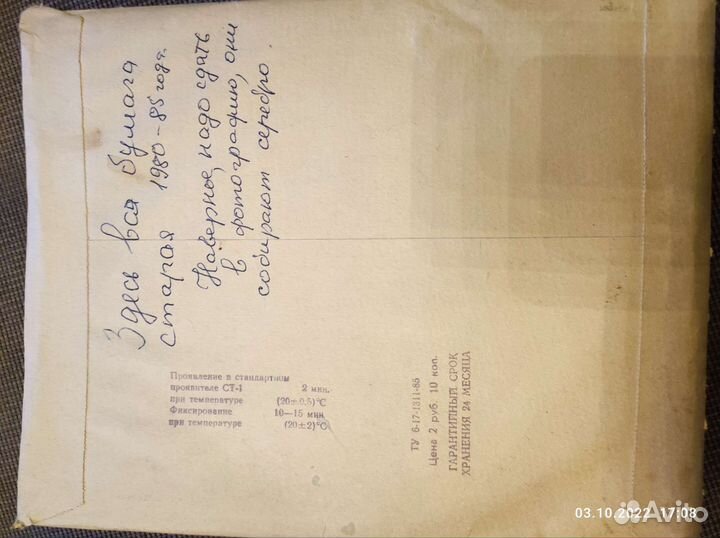 Здесь вся бумага
старая 1980-85 года.
Наверное, надо сдать
в фотографию, они
собирают серебро.
Проявление в стандартном
проявителе СТ-1 2 мин.
при температуре (20±0,5)°С
Фиксирование 10—15 мин
при температуре (20±2)°С
ТУ 6-17-1311-85
Цена 2 руб. 10 коп.
ГАРАНТИЙНЫЙ СРОК
ХРАНЕНИЯ 24 МЕСЯЦА
03.10.2022 17:08
Avito